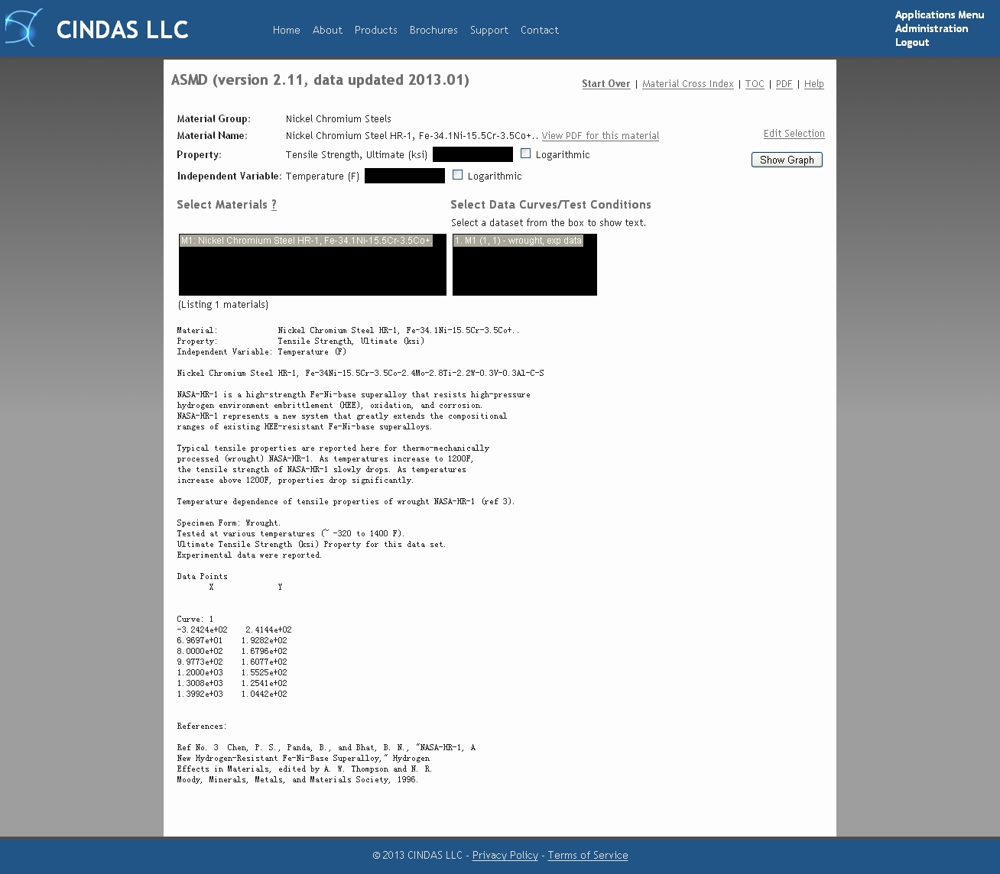 CINDAS LLC
Home About Products Brochures Support Contact
Applications Menu
Administration
Logout
ASMD (version 2.11, data updated 2013.01)
Start Over | Material Cross Index | TOC | PDF | Help
Material Group: Nickel Chromium Steels
Material Name: Nickel Chromium Steel HR-1, Fe-34.1Ni-15.5Cr-3.5Co+.. View PDF for this material
Edit Selection
Property: Tensile Strength, Ultimate (ksi) Logarithmic
Show Graph
Independent Variable: Temperature (F) Logarithmic
Select Materials ?
Select Data Curves/Test Conditions
Select a dataset from the box to show text.
M1: Nickel Chromium Steel HR-1, Fe-34.1Ni-15.5Cr-3.5Co+.
1. M1 (1, 1) - wrought, exp data
(Listing 1 materials)
Material: Nickel Chromium Steel HR-1, Fe-34.1Ni-15.5Cr-3.5Co+..
Property: Tensile Strength, Ultimate (ksi)
Independent Variable: Temperature (F)
Nickel Chromium Steel HR-1, Fe-34Ni-15.5Cr-3.5Co-2.4Mo-2.8Ti-2.2W-0.3V-0.3Al-C-S
NASA-HR-1 is a high-strength Fe-Ni-base superalloy that resists high-pressure
hydrogen environment embrittlement (HEE), oxidation, and corrosion.
NASA-HR-1 represents a new system that greatly extends the compositional
ranges of existing HEE-resistant Fe-Ni-base superalloys.
Typical tensile properties are reported here for thermo-mechanically
processed (wrought) NASA-HR-1. As temperatures increase to 1200F,
the tensile strength of NASA-HR-1 slowly drops. As temperatures
increase above 1200F, properties drop significantly.
Temperature dependence of tensile properties of wrought NASA-HR-1 (ref 3).
Specimen Form: Wrought.
Tested at various temperatures (~ -320 to 1400 F).
Ultimate Tensile Strength (ksi) Property for this data set.
Experimental data were reported.
Data Points
X Y
Curve: 1
-3.2424e+02 2.4144e+02
6.9697e+01 1.9282e+02
8.0000e+02 1.6796e+02
9.9773e+02 1.6077e+02
1.2000e+03 1.5525e+02
1.3008e+03 1.2541e+02
1.3992e+03 1.0442e+02
References:
Ref No. 3 Chen, P. S., Panda, B., and Bhat, B. N., "NASA-HR-1, A
New Hydrogen-Resistant Fe-Ni-Base Superalloy," Hydrogen
Effects in Materials, edited by A. W. Thompson and N. R.
Moody, Minerals, Metals, and Materials Society, 1996.
© 2013 CINDAS LLC - Privacy Policy - Terms of Service